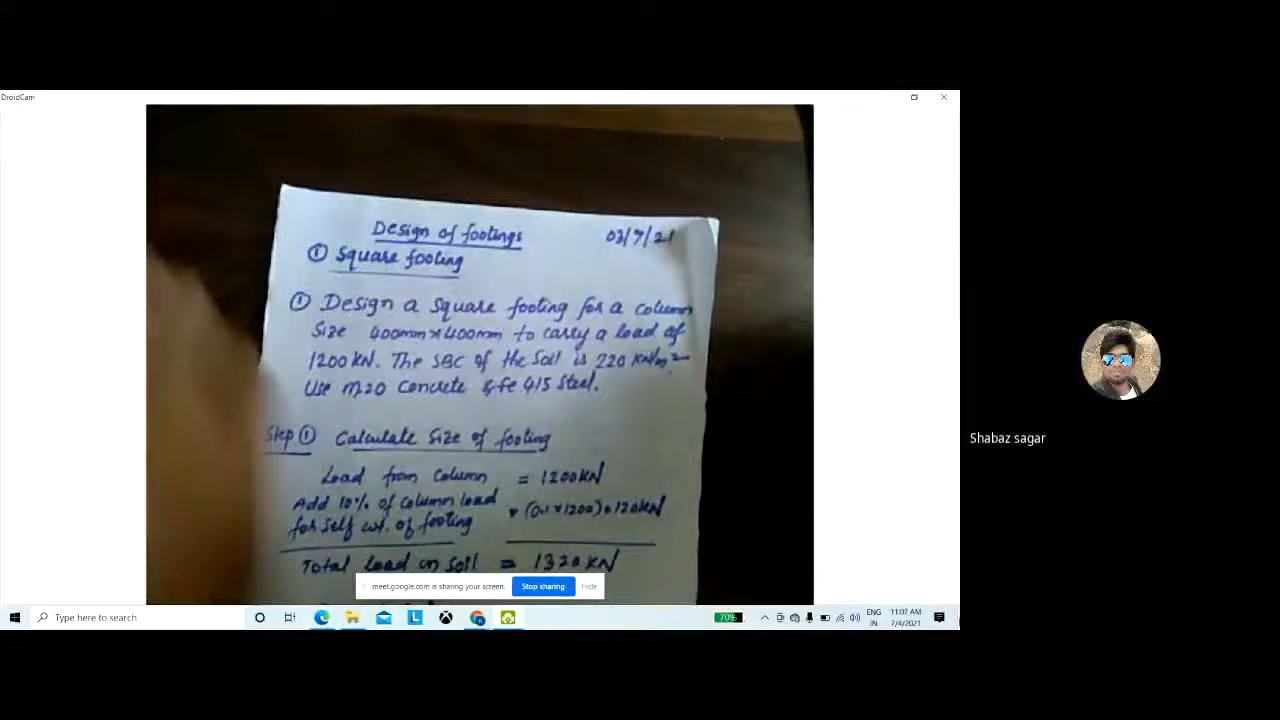 DroidCam
Design of footings
03/7/21
① Square footing
① Design a Square footing for a column
Size 400mm×400mm to carry a load of
1200 KN. The SBC of the Soil is 220 KN/m²
Use M20 Concrete & Fe 415 Steel.
Step ① Calculate Size of footing
Load from Column = 1200KN
Add 10% of Column load
for Self wt. of footing
(0.1×1200) = 120KN
Total load on Soil = 1320 KN
meet.google.com is sharing your screen.
Stop sharing
Hide
Type here to search
70%
ENG
IN
11:07 AM
7/4/2021
Shabaz sagar